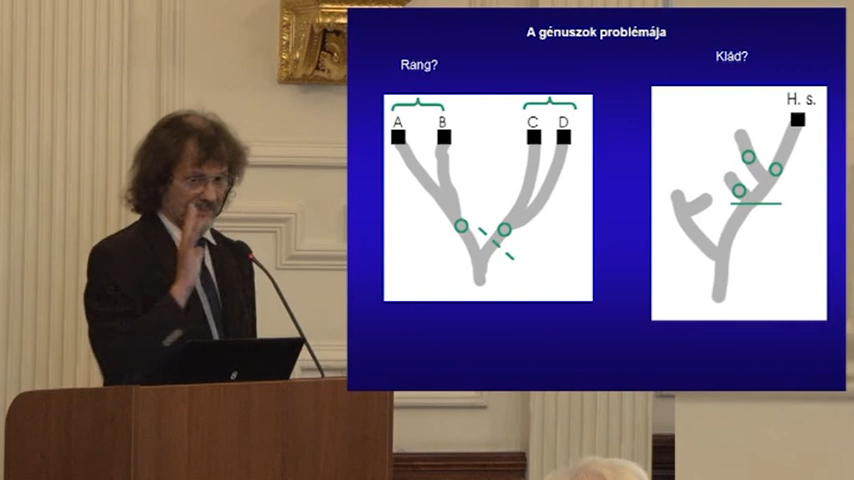 A génuszok problémája
Rang?
Klád?
A B C D
H. s.